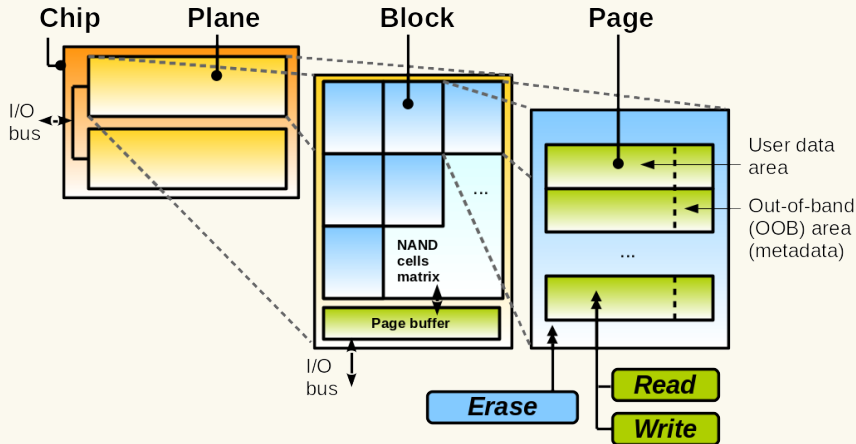 Chip
Plane
Block
Page
I/O
bus
User data
area
Out-of-band
(OOB) area
(metadata)
...
...
NAND
cells
matrix
Page buffer
I/O
bus
Erase
Read
Write